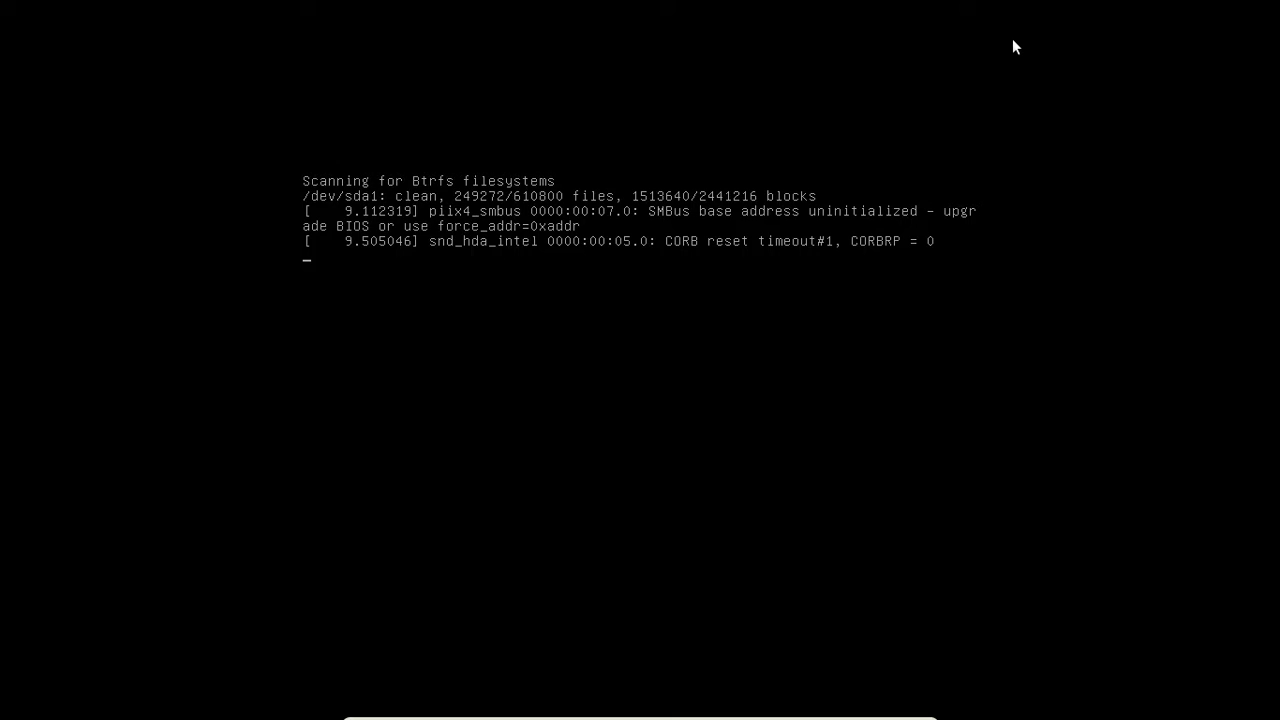 Scanning for Btrfs filesystems
/dev/sda1: clean, 249272/610800 files, 1513640/2441216 blocks
[    9.112319] piix4_smbus 0000:00:07.0: SMBus base address uninitialized - upgr
ade BIOS or use force_addr=0xaddr
[    9.505046] snd_hda_intel 0000:00:05.0: CORB reset timeout#1, CORBRP = 0
_